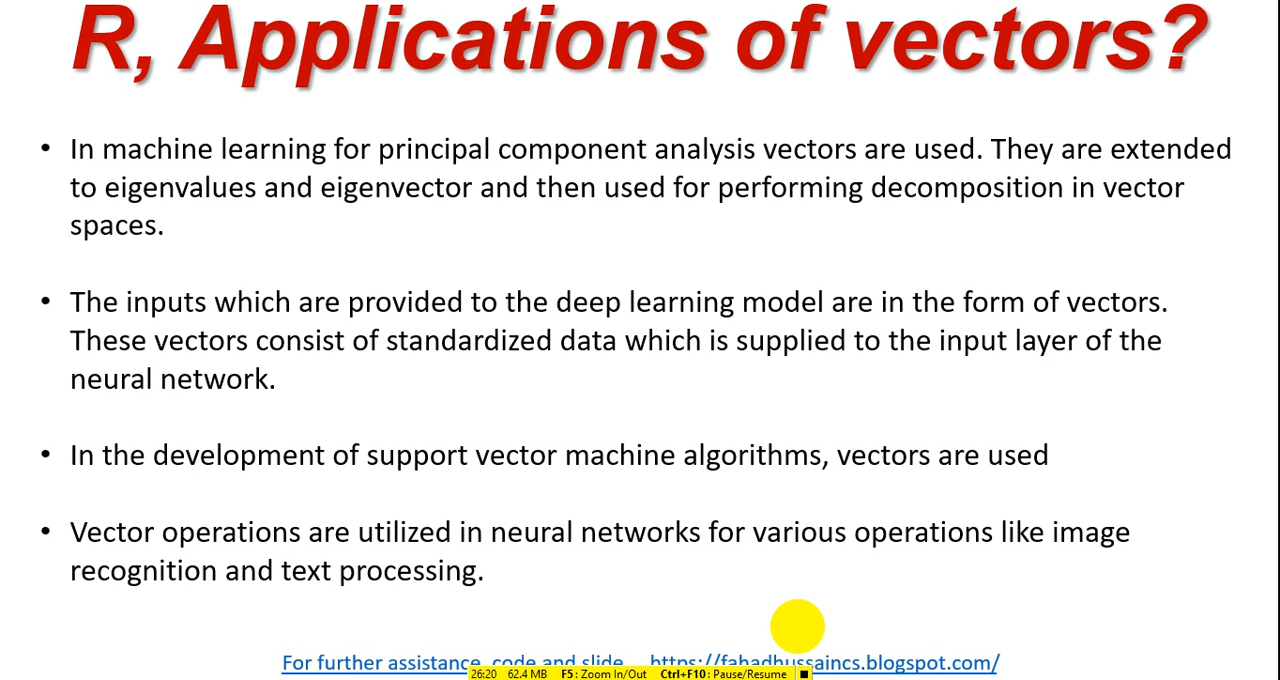 R, Applications of vectors?
• In machine learning for principal component analysis vectors are used. They are extended
to eigenvalues and eigenvector and then used for performing decomposition in vector
spaces.
• The inputs which are provided to the deep learning model are in the form of vectors.
These vectors consist of standardized data which is supplied to the input layer of the
neural network.
• In the development of support vector machine algorithms, vectors are used
• Vector operations are utilized in neural networks for various operations like image
recognition and text processing.
For further assistance, code and slide https://fahadhussaincs.blogspot.com/
26:20 62.4 MB F5: Zoom In/Out Ctrl+F10: Pause/Resume